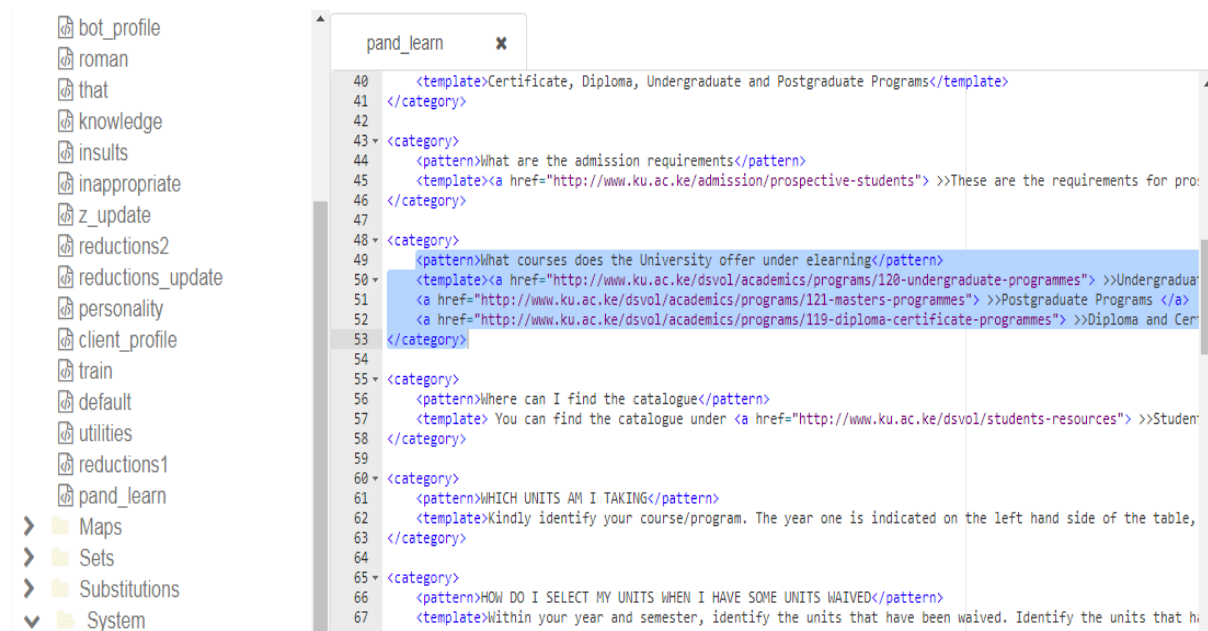 bot_profile
roman
that
knowledge
insults
inappropriate
z_update
reductions2
reductions_update
personality
client_profile
train
default
utilities
reductions1
pand_learn
Maps
Sets
Substitutions
System
pand_learn ✖
40 <template>Certificate, Diploma, Undergraduate and Postgraduate Programs</template>
41 </category>
42
43 <category>
44 <pattern>What are the admission requirements</pattern>
45 <template><a href="http://www.ku.ac.ke/admission/prospective-students"> >>These are the requirements for pro
46 </category>
47
48 <category>
49 <pattern>What courses does the University offer under elearning</pattern>
50 <template><a href="http://www.ku.ac.ke/dsvol/academics/programs/120-undergraduate-programmes"> >>Undergradua
51 <a href="http://www.ku.ac.ke/dsvol/academics/programs/121-masters-programmes"> >>Postgraduate Programs </a>
52 <a href="http://www.ku.ac.ke/dsvol/academics/programs/119-diploma-certificate-programmes"> >>Diploma and Cer
53 </category>
54
55 <category>
56 <pattern>Where can I find the catalogue</pattern>
57 <template> You can find the catalogue under <a href="http://www.ku.ac.ke/dsvol/students-resources"> >>Studen
58 </category>
59
60 <category>
61 <pattern>WHICH UNITS AM I TAKING</pattern>
62 <template>Kindly identify your course/program. The year one is indicated on the left hand side of the table,
63 </category>
64
65 <category>
66 <pattern>HOW DO I SELECT MY UNITS WHEN I HAVE SOME UNITS WAIVED</pattern>
67 <template>Within your year and semester, identify the units that have been waived. Identify the units that h